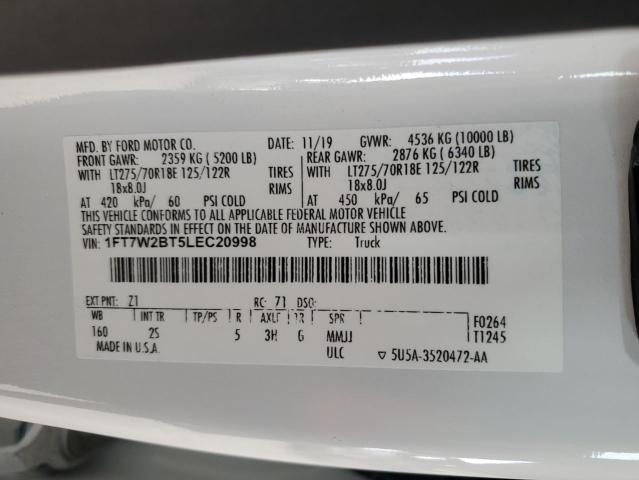 MFD. BY FORD MOTOR CO. DATE: 11/19 GVWR: 4536 KG (10000 LB)
FRONT GAWR: 2359 KG ( 5200 LB) REAR GAWR: 2876 KG ( 6340 LB)
WITH LT275/70R18E 125/122R TIRES WITH LT275/70R18E 125/122R TIRES
18x8.0J RIMS 18x8.0J RIMS
AT 420 kPa/ 60 PSI COLD AT 450 kPa/ 65 PSI COLD
THIS VEHICLE CONFORMS TO ALL APPLICABLE FEDERAL MOTOR VEHICLE
SAFETY STANDARDS IN EFFECT ON THE DATE OF MANUFACTURE SHOWN ABOVE.
VIN: 1FT7W2BT5LEC20998 TYPE: Truck
EXT PNT: Z1 RC: 71 DSO:
WB INT TR TP/PS R AXLE TR SPR F0264
160 2S 5 3H G MMJJ T1245
MADE IN U.S.A. ULC ▽ 5U5A-3520472-AA